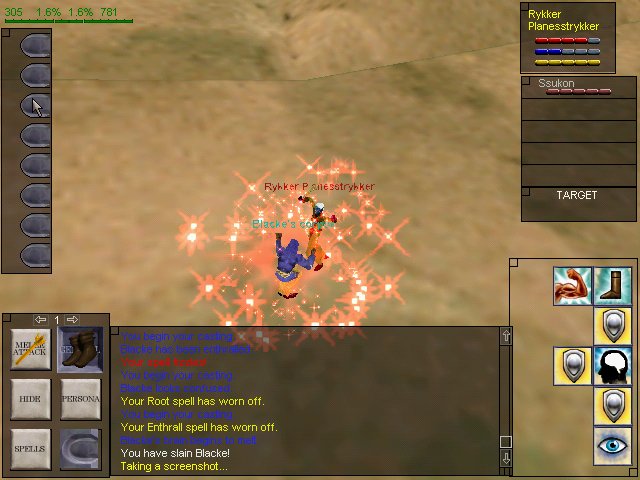 305 1.6% 1.6% 781
Rykker
Planesstrykker
Ssukon
TARGET
Rykker Planesstrykker
Blacke's corpse
1
MELEE
ATTACK
HIDE
PERSONA
SPELLS
You begin your casting.
Blacke has been enthralled.
Your spell fizzles!
You begin your casting.
Blacke looks confused.
Your Root spell has worn off.
You begin your casting.
Your Enthrall spell has worn off.
Blacke's brain begins to melt.
You have slain Blacke!
Taking a screenshot...